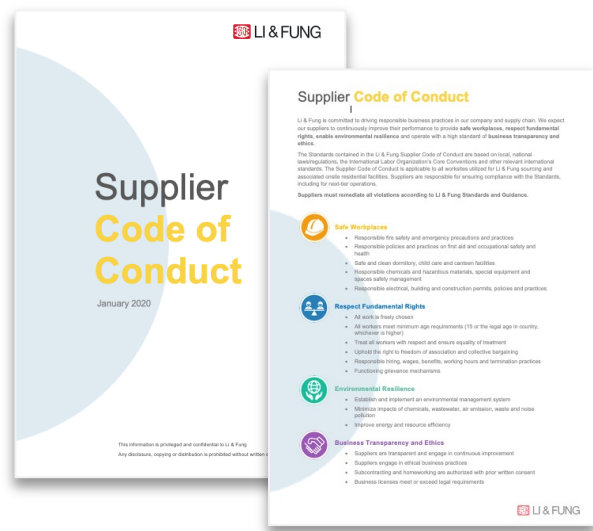 LI & FUNG
Supplier
Code of
Conduct
January 2020
This information is privileged and confidential to Li & Fung
Any disclosure, copying or distribution is prohibited without written
Supplier Code of Conduct
Li & Fung is committed to driving responsible business practices in our company and supply chain. We expect
our suppliers to continuously improve their performance to provide safe workplaces, respect fundamental
rights, enable environmental resilience and operate with a high standard of business transparency and
ethics.
The Standards contained in the Li & Fung Supplier Code of Conduct are based on local, national
laws/regulations, the International Labor Organization's Core Conventions and other relevant international
standards. The Supplier Code of Conduct is applicable to all worksites utilized for Li & Fung sourcing and
associated onsite residential facilities. Suppliers are responsible for ensuring compliance with the Standards,
including for next-tier operations.
Suppliers must remediate all violations according to Li & Fung Standards and Guidance.
Safe Workplaces
• Responsible fire safety and emergency precautions and practices
• Responsible policies and practices on first aid and occupational safety and
health
• Safe and clean dormitory, child care and canteen facilities
• Responsible chemicals and hazardous materials, special equipment and
spaces safety management
• Responsible electrical, building and construction permits, policies and practices
Respect Fundamental Rights
• All work is freely chosen
• All workers meet minimum age requirements (15 or the legal age in country,
whichever is higher)
• Treat all workers with respect and ensure equality of treatment
• Uphold the right to freedom of association and collective bargaining
• Responsible hiring, wages, benefits, working hours and termination practices
• Functioning grievance mechanisms
Environmental Resilience
• Establish and implement an environmental management system
• Minimize impacts of chemicals, wastewater, air emission, waste and noise
pollution
• Improve energy and resource efficiency
Business Transparency and Ethics
• Suppliers are transparent and engage in continuous improvement
• Suppliers engage in ethical business practices
• Subcontracting and homeworking are authorized with prior written consent
• Business licenses meet or exceed legal requirements
LI & FUNG